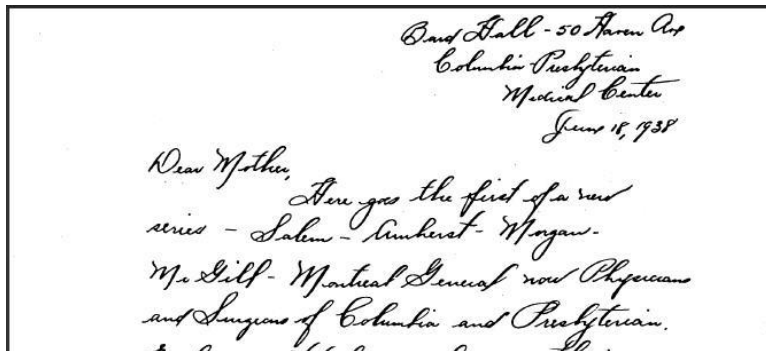 Bard Hall - 50 Haven Ave
Columbia Presbyterian
Medical Center
June 18, 1938
Dear Mother,
Here goes the first of a new
series - Salem - Amherst - Morgan -
McGill - Montreal General now Physicians
and Surgeons of Columbia and Presbyterian.